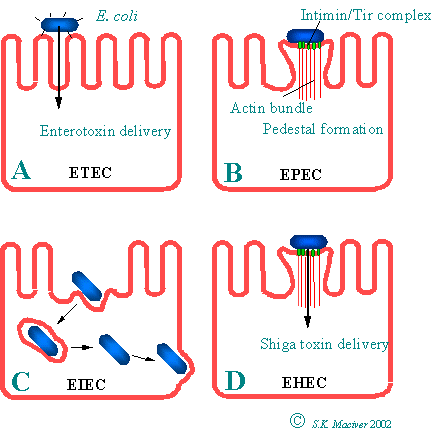 E. coli
Enterotoxin delivery
A
ETEC
Intimin/Tir complex
Actin bundle
Pedestal formation
B
EPEC
C
EIEC
Shiga toxin delivery
D
EHEC
© S.K. Maciver 2002